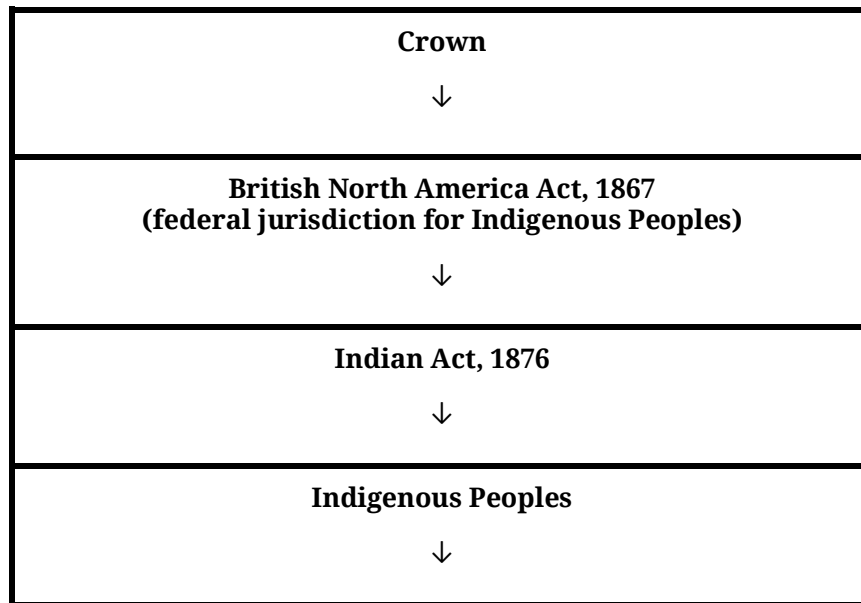 Crown
↓
British North America Act, 1867
(federal jurisdiction for Indigenous Peoples)
↓
Indian Act, 1876
↓
Indigenous Peoples
↓